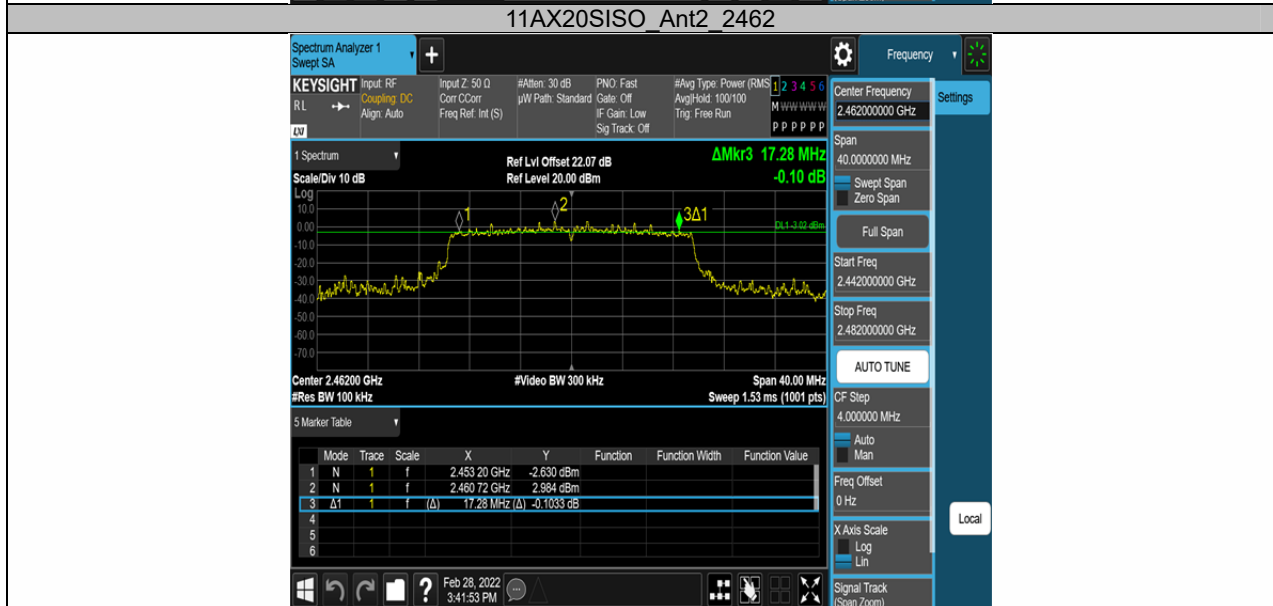 11AX20SISO_Ant2_2462
Spectrum Analyzer 1
Swept SA
+
Frequency
KEYSIGHT
RL
LXI
Input: RF
Coupling: DC
Align: Auto
Input Z: 50 Ω
Corr CCorr
Freq Ref: Int (S)
#Atten: 30 dB
µW Path: Standard
PNO: Fast
Gate: Off
IF Gain: Low
Sig Track: Off
#Avg Type: Power (RMS
Avg|Hold: 100/100
Trig: Free Run
1 2 3 4 5 6
M W W W W W
P P P P P P
1 Spectrum
Scale/Div 10 dB
Ref Lvl Offset 22.07 dB
Ref Level 20.00 dBm
ΔMkr3 17.28 MHz
-0.10 dB
Log
10.0
0.00
-10.0
-20.0
-30.0
-40.0
-50.0
-60.0
-70.0
1
2
3Δ1
DL1 -3.02 dBm
Center 2.46200 GHz
#Video BW 300 kHz
Span 40.00 MHz
#Res BW 100 kHz
Sweep 1.53 ms (1001 pts)
5 Marker Table
Mode Trace Scale X Y Function Function Width Function Value
1 N 1 f 2.453 20 GHz -2.630 dBm
2 N 1 f 2.460 72 GHz 2.984 dBm
3 Δ1 1 f (Δ) 17.28 MHz (Δ) -0.1033 dB
4
5
6
Center Frequency
2.462000000 GHz
Span
40.0000000 MHz
Swept Span
Zero Span
Full Span
Start Freq
2.442000000 GHz
Stop Freq
2.482000000 GHz
AUTO TUNE
CF Step
4.000000 MHz
Auto
Man
Freq Offset
0 Hz
X Axis Scale
Log
Lin
Signal Track
(Span Zoom)
Settings
Local
?
Feb 28, 2022
3:41:53 PM